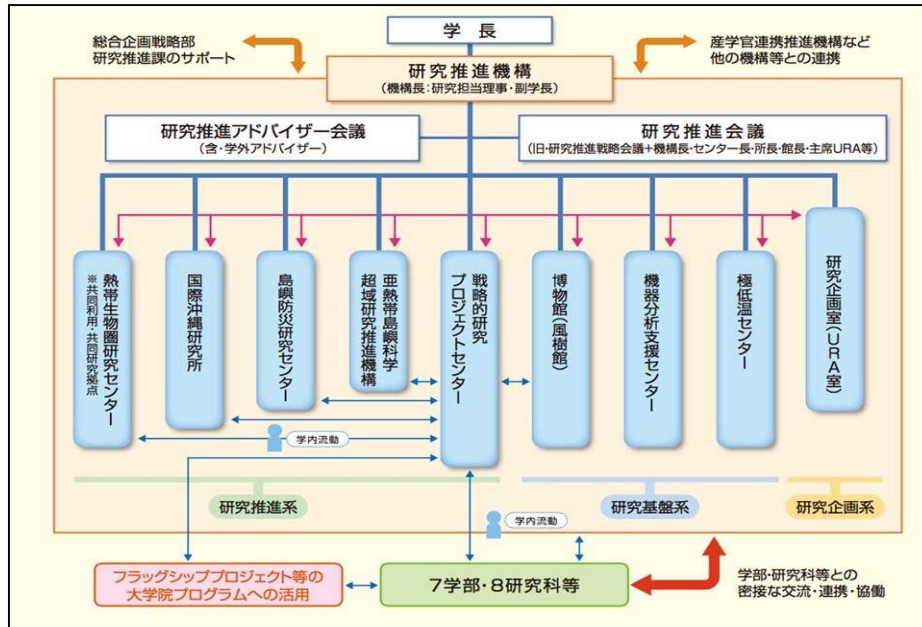 学長
総合企画戦略部
研究推進課のサポート
産学官連携推進機構など
他の機構等との連携
研究推進機構
(機構長:研究担当理事・副学長)
研究推進アドバイザー会議
(含・学外アドバイザー)
研究推進会議
(旧・研究推進戦略会議+機構長・センター長・所長・館長・主席URA等)
熱帯生物圏研究センター
※共同利用・共同研究拠点
国際沖縄研究所
島嶼防災研究センター
亜熱帯島嶼科学
超域研究推進機構
戦略的研究
プロジェクトセンター
博物館(風樹館)
機器分析支援センター
極低温センター
研究企画室(URA室)
学内流動
研究推進系
学内流動
研究基盤系
研究企画系
フラッグシッププロジェクト等の
大学院プログラムへの活用
7学部・8研究科等
学部・研究科等との
密接な交流・連携・協働